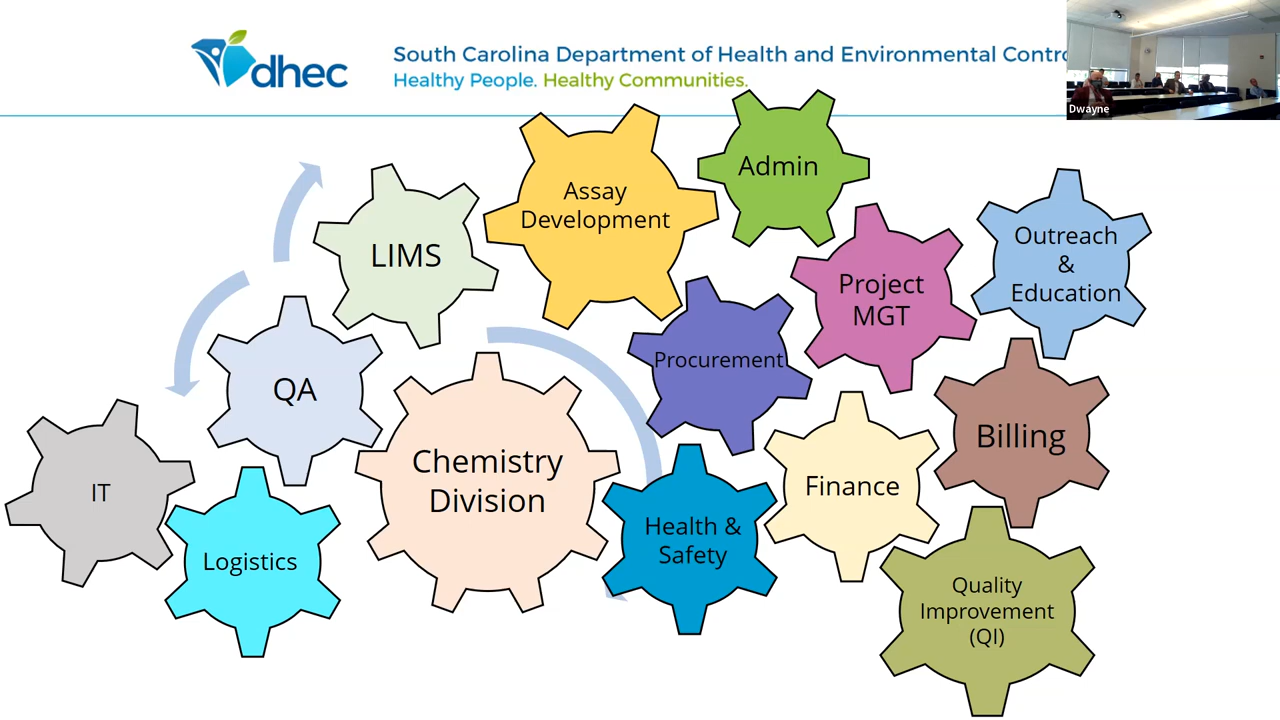 dhec
South Carolina Department of Health and Environmental Contro
Healthy People. Healthy Communities.
Dwayne
Admin
Assay
Development
LIMS
Outreach
&
Education
Project
MGT
Procurement
QA
Chemistry
Division
Billing
Finance
IT
Logistics
Health &
Safety
Quality
Improvement
(QI)